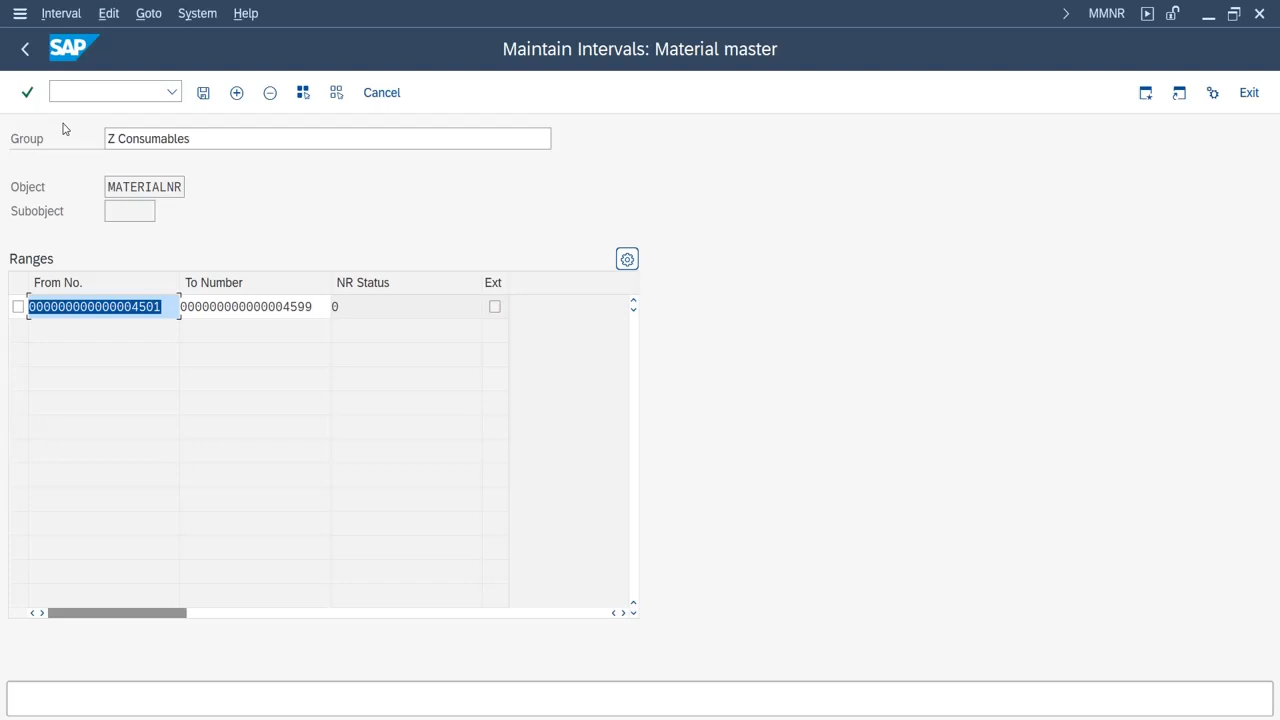 Interval Edit Goto System Help MMNR
SAP Maintain Intervals: Material master
Cancel Exit
Group Z Consumables
Object MATERIALNR
Subobject
Ranges
From No. To Number NR Status Ext
000000000000004501 000000000000004599 0